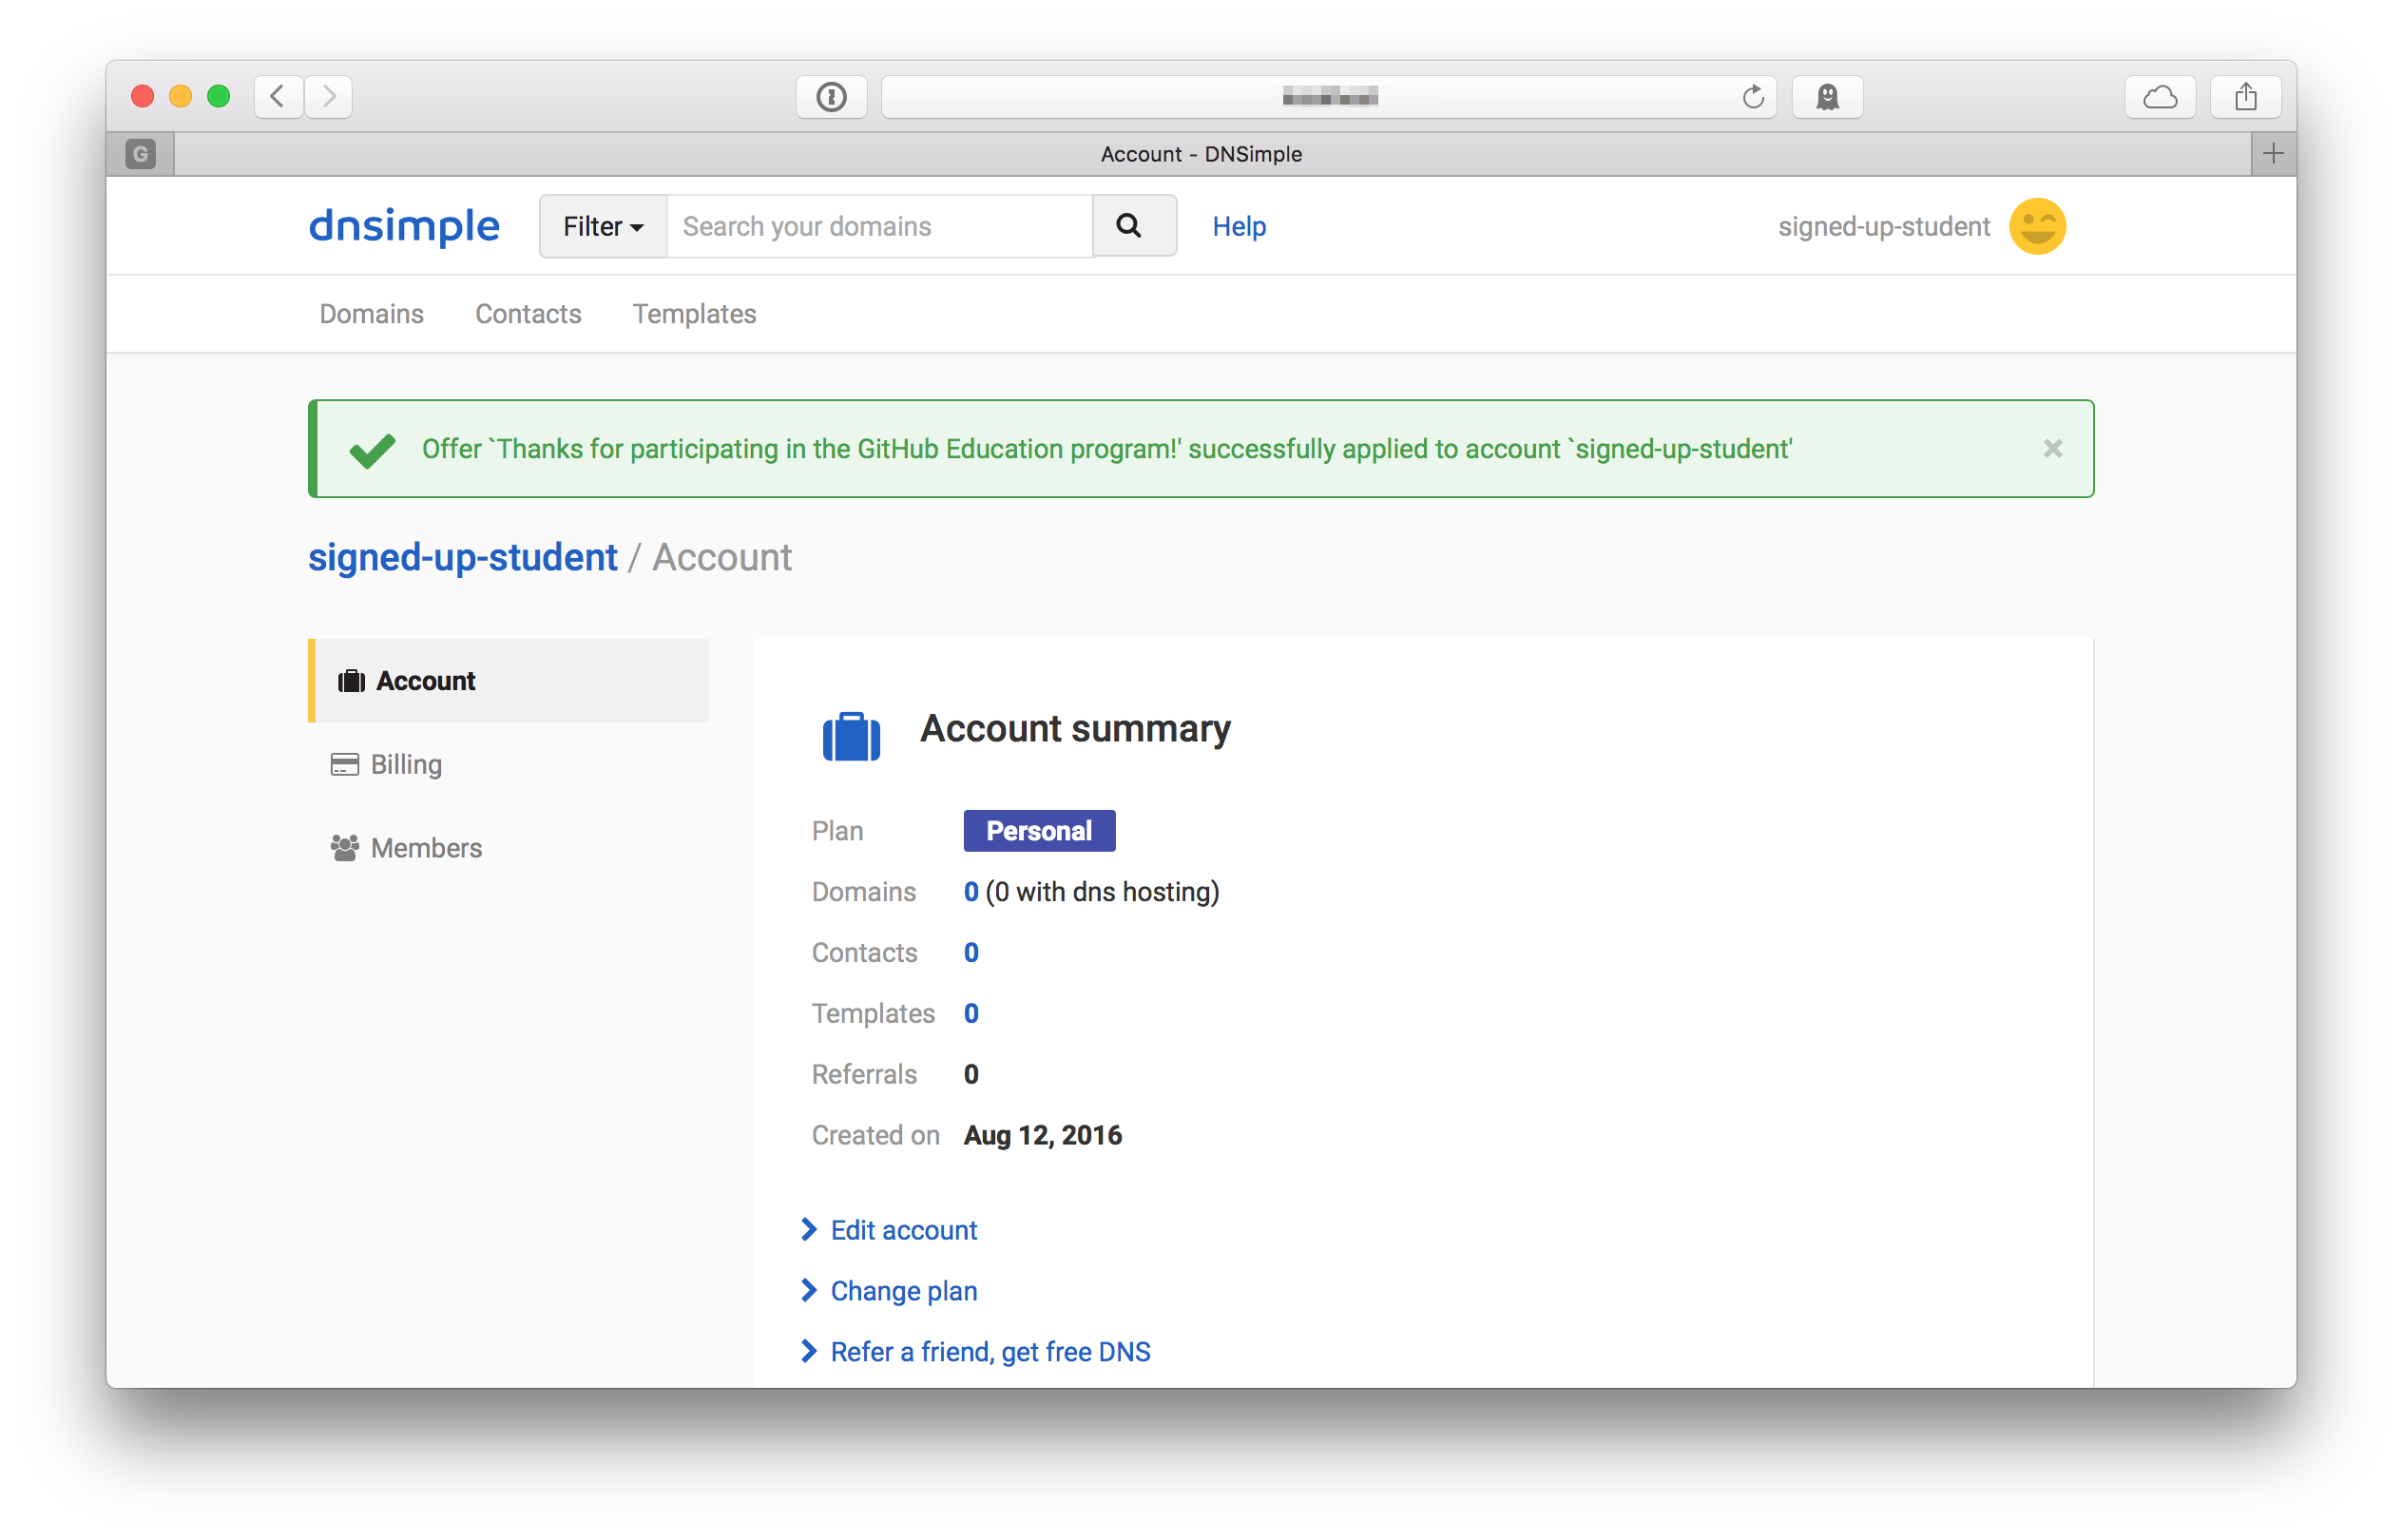 G
Account - DNSimple
dnsimple
Filter
Search your domains
Help
signed-up-student
Domains
Contacts
Templates
Offer `Thanks for participating in the GitHub Education program!' successfully applied to account `signed-up-student'
signed-up-student / Account
Account
Billing
Members
Account summary
Plan Personal
Domains 0 (0 with dns hosting)
Contacts 0
Templates 0
Referrals 0
Created on Aug 12, 2016
Edit account
Change plan
Refer a friend, get free DNS